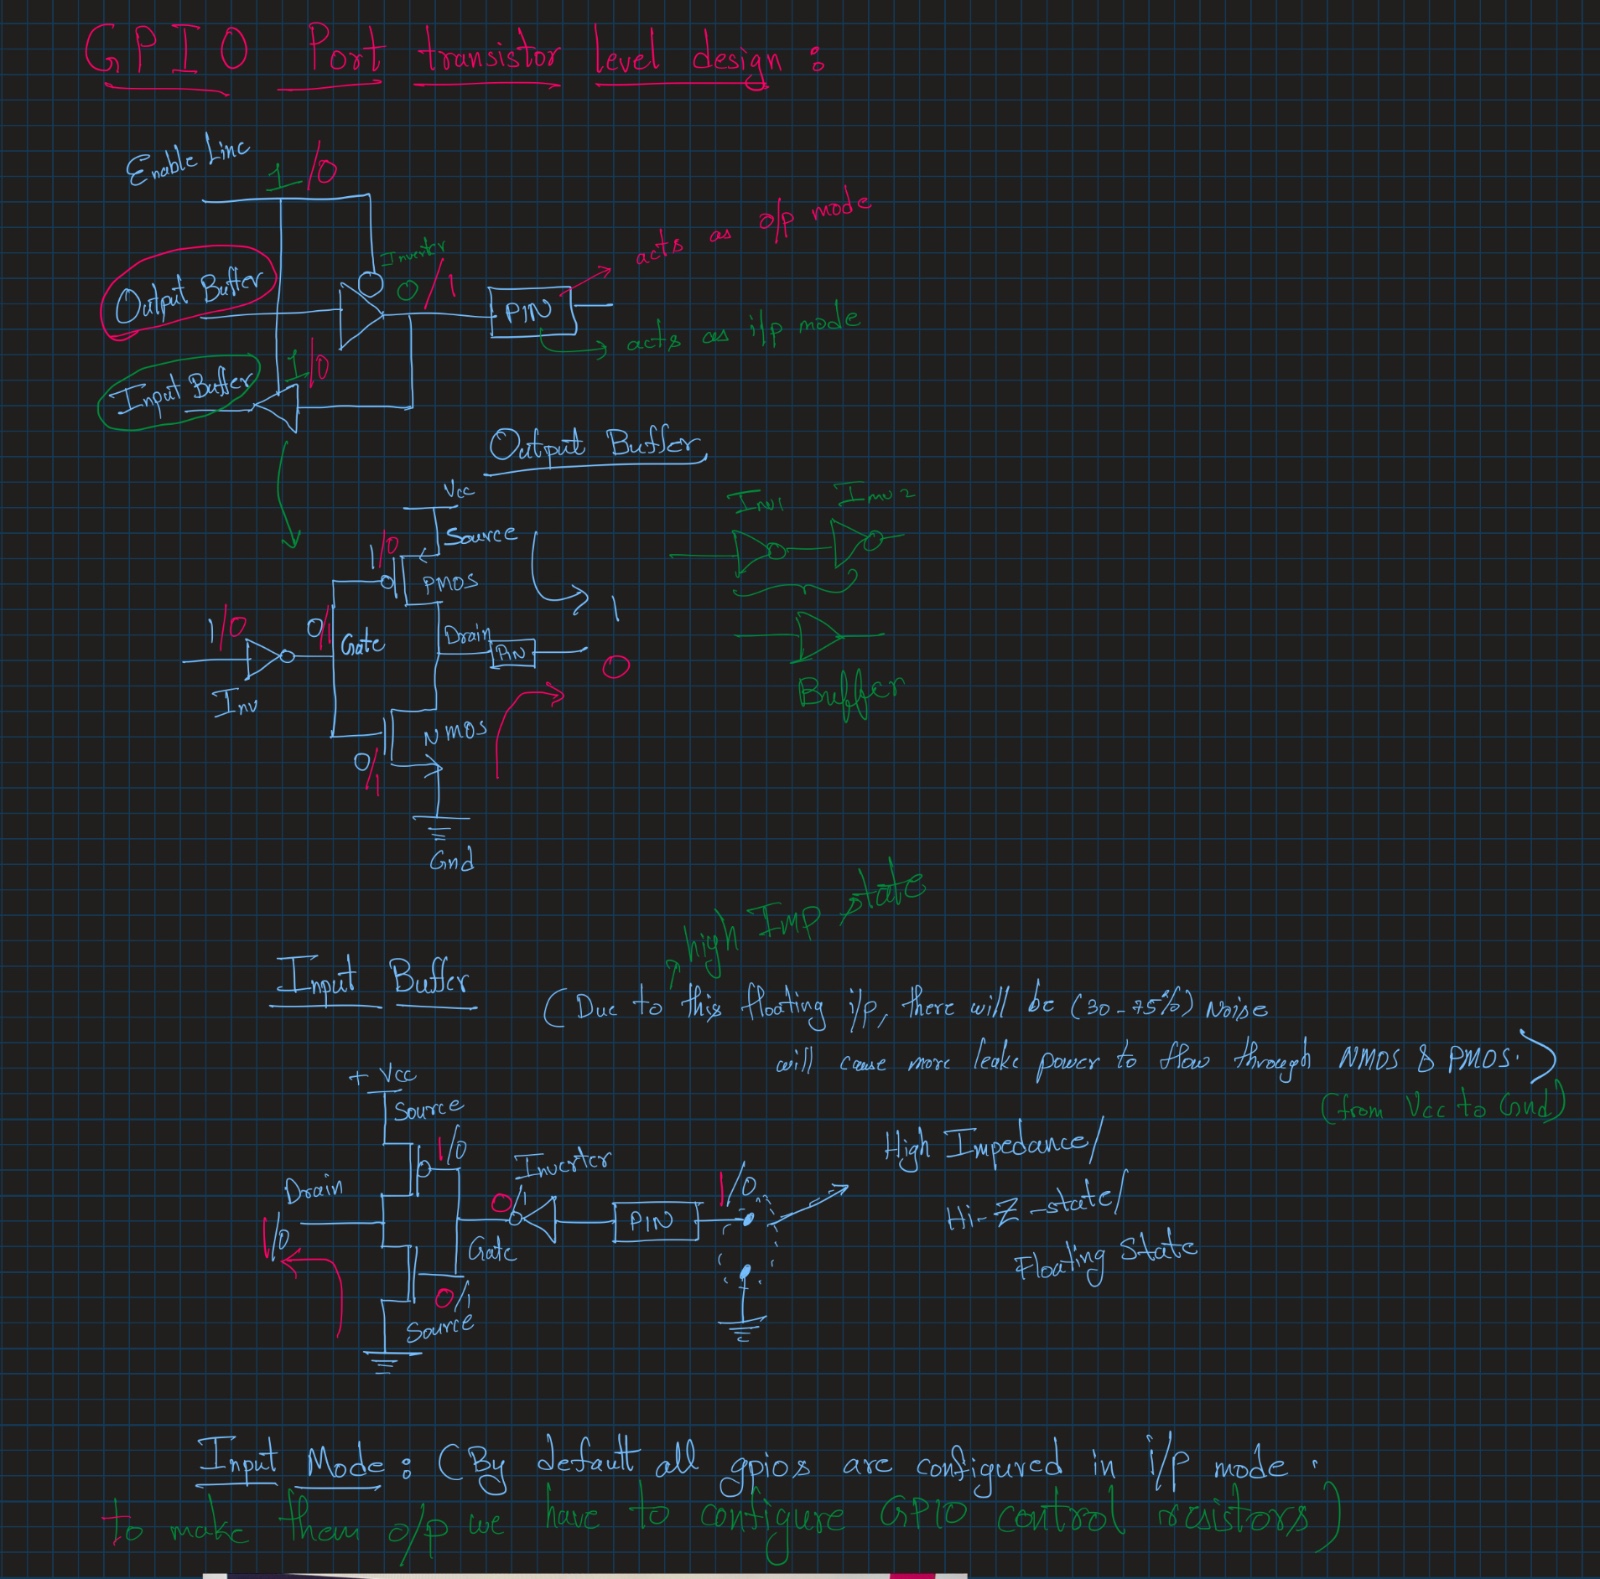 GPIO Port transistor level design :
Enable Line
1/0
acts as o/p mode
Inverter
Output Buffer
0/1
PIN
acts as i/p mode
1/0
Input Buffer
Output Buffer
Vcc
Inv1 Inv2
Source
1/0
PMOS
1
1/0
0/1
Gate
Drain
PIN
0
Inv
Buffer
NMOS
0/1
Gnd
high Imp state
Input Buffer
(Due to this floating i/p, there will be (30-75%) Noise
will cause more leake power to flow through NMOS & PMOS.)
(from Vcc to Gnd)
+ Vcc
Source
High Impedance/
1/0
Inverter
Drain
0/1
1/0
PIN
Hi-Z-state/
1/0
Gate
Floating State
0/1
Source
Input Mode : (By default all gpios are configured in i/p mode.
to make them o/p we have to configure GPIO control resistors)